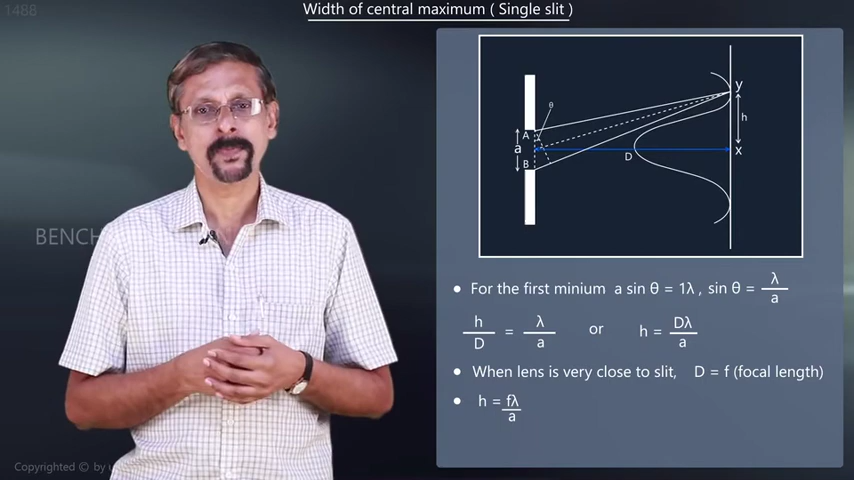 1488
Width of central maximum ( Single slit )
BENCH
y
θ
h
A
a
x
B
D
• For the first minium a sin θ = 1λ , sin θ = λ/a
h/D = λ/a or h = Dλ/a
• When lens is very close to slit, D = f (focal length)
• h = fλ/a
Copyrighted © by